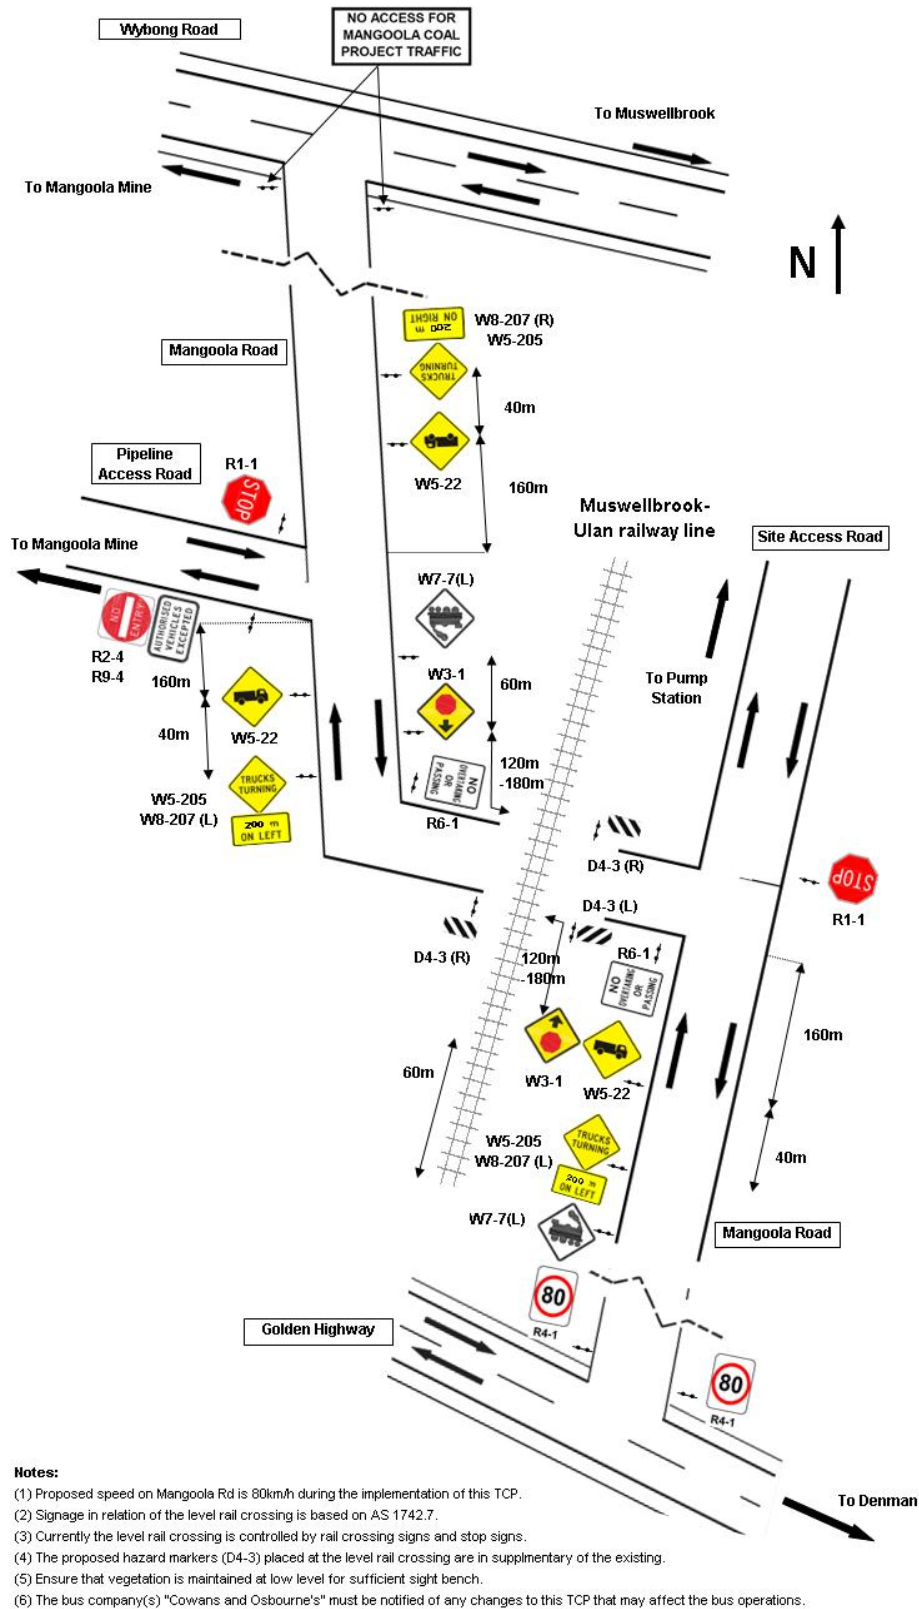 Wybong Road
NO ACCESS FOR
MANGOOLA COAL
PROJECT TRAFFIC
To Muswellbrook
To Mangoola Mine
N
200 m
ON RIGHT
W8-207 (R)
W5-205
Mangoola Road
TRUCKS
TURNING
40m
Pipeline
Access Road
R1-1
STOP
W5-22
160m
Muswellbrook-
Ulan railway line
Site Access Road
To Mangoola Mine
W7-7(L)
NO
ENTRY
AUTHORISED
VEHICLES
EXCEPTED
R2-4
R9-4
160m
W3-1
60m
To Pump
Station
40m
W5-22
120m
-180m
TRUCKS
TURNING
W5-205
W8-207 (L)
200 m
ON LEFT
NO
OVERTAKING
OR
PASSING
R6-1
D4-3 (R)
STOP
R1-1
D4-3 (L)
D4-3 (R)
120m
-180m
R6-1
NO
OVERTAKING
OR
PASSING
160m
60m
W3-1
W5-22
W5-205
W8-207 (L)
TRUCKS
TURNING
200 m
ON LEFT
40m
W7-7(L)
Mangoola Road
80
R4-1
Golden Highway
80
R4-1
To Denman
Notes:
(1) Proposed speed on Mangoola Rd is 80km/h during the implementation of this TCP.
(2) Signage in relation of the level rail crossing is based on AS 1742.7.
(3) Currently the level rail crossing is controlled by rail crossing signs and stop signs.
(4) The proposed hazard markers (D4-3) placed at the level rail crossing are in supplmentary of the existing.
(5) Ensure that vegetation is maintained at low level for sufficient sight bench.
(6) The bus company(s) "Cowans and Osbourne's" must be notified of any changes to this TCP that may affect the bus operations.